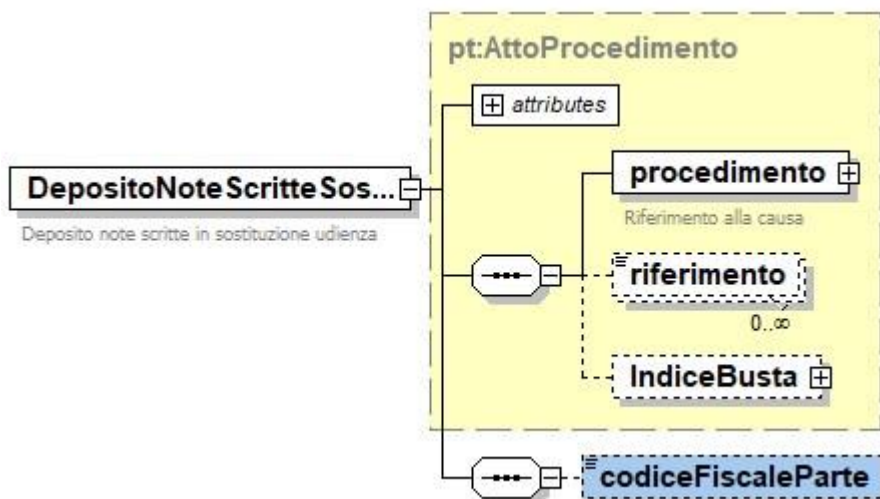 pt:AttoProcedimento
attributes
DepositoNoteScritteSos...
Deposito note scritte in sostituzione udienza
procedimento
Riferimento alla causa
riferimento
0..∞
IndiceBusta
codiceFiscaleParte